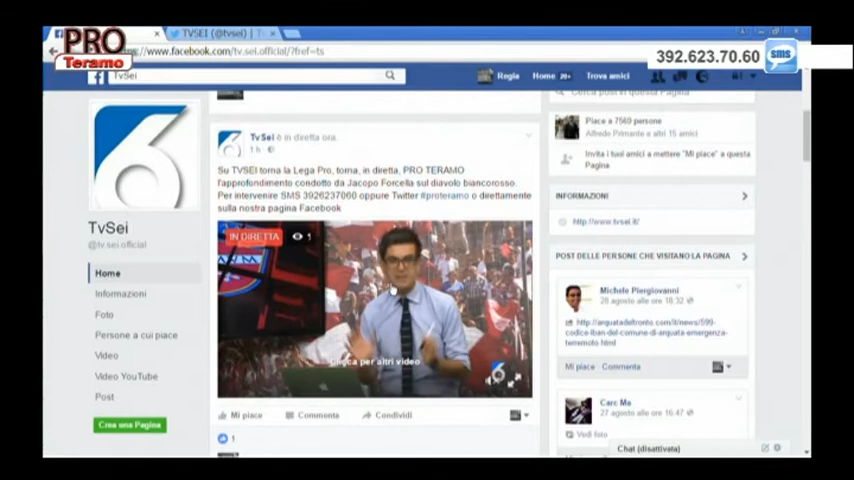 PRO
Teramo
TVSEI (@tvsei) | Tv
https://www.facebook.com/tv.sei.official/?fref=ts
392.623.70.60
sms
TvSei
Regia
Home 20+
Trova amici
Cerca post in questa Pagina
TvSei è in diretta ora.
1 h
Su TVSEI torna la Lega Pro, torna, in diretta, PRO TERAMO
l'approfondimento condotto da Jacopo Forcella sul diavolo biancorosso.
Per intervenire SMS 3926237060 oppure Twitter #proteramo o direttamente
sulla nostra pagina Facebook
IN DIRETTA
1
Clicca per altri video
6
Mi piace
Commenta
Condividi
1
6
TvSei
@tv.sei.official
Home
Informazioni
Foto
Persone a cui piace
Video
Video YouTube
Post
Crea una Pagina
Piace a 7569 persone
Alfredo Primante e altri 15 amici
Invita i tuoi amici a mettere "Mi piace" a questa
Pagina
INFORMAZIONI
http://www.tvsei.it/
POST DELLE PERSONE CHE VISITANO LA PAGINA
Michele Piergiovanni
28 agosto alle ore 18:32
http://arquatadeltronto.com/it/news/599-
codice-iban-del-comune-di-arquata-emergenza-
terremoto.html
Mi piace
Commenta
Carc Ma
27 agosto alle ore 16:47
Vedi foto
Chat (disattivata)